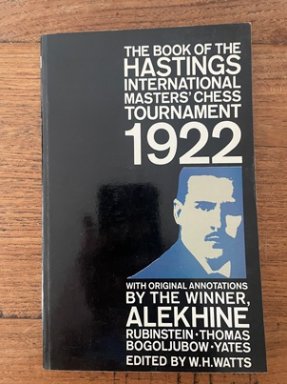 THE BOOK OF THE
HASTINGS
INTERNATIONAL
MASTERS' CHESS
TOURNAMENT
1922
WITH ORIGINAL ANNOTATIONS
BY THE WINNER,
ALEKHINE
RUBINSTEIN·THOMAS
BOGOLJUBOW·YATES
EDITED BY W.H.WATTS